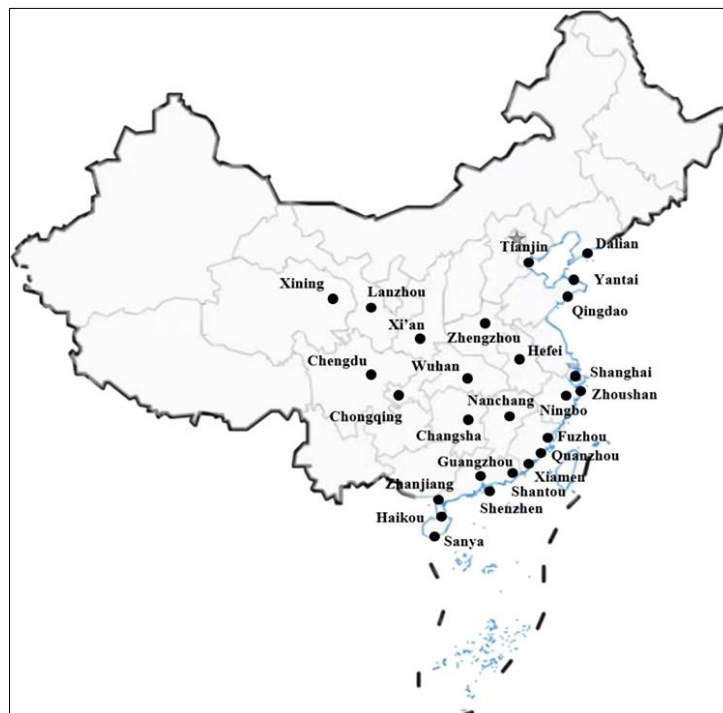 Tianjin
Dalian
Xining
Lanzhou
Yantai
Qingdao
Xi'an
Zhengzhou
Hefei
Chengdu
Wuhan
Shanghai
Zhoushan
Chongqing
Nanchang
Ningbo
Changsha
Fuzhou
Quanzhou
Guangzhou
Xiamen
Zhanjiang
Shantou
Shenzhen
Haikou
Sanya